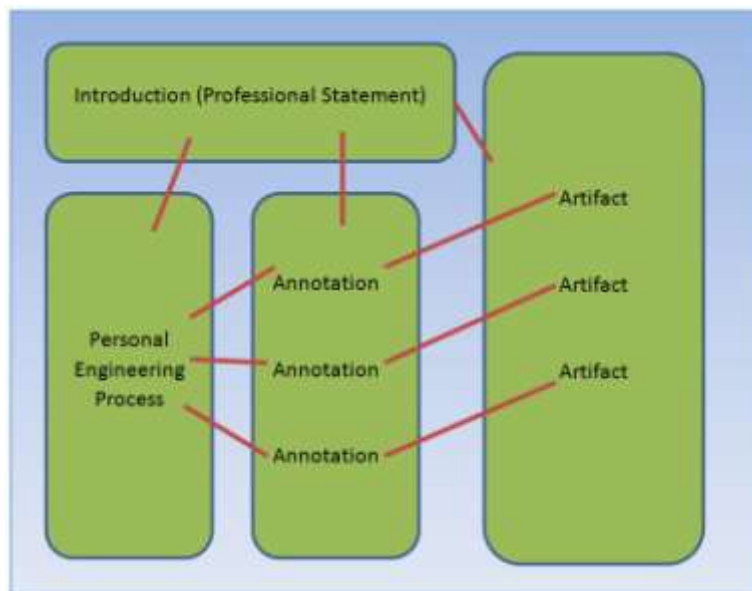 Introduction (Professional Statement)
Personal
Engineering
Process
Annotation
Annotation
Annotation
Artifact
Artifact
Artifact